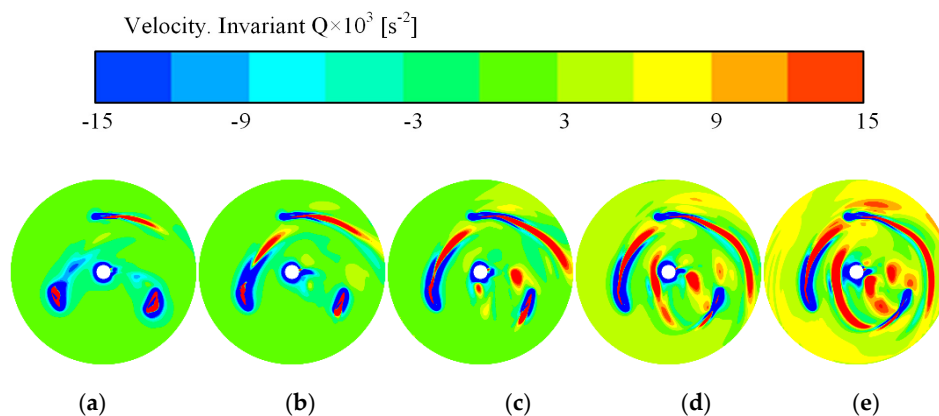 Velocity. Invariant Q×10³ [s⁻²]
-15 -9 -3 3 9 15
(a) (b) (c) (d) (e)